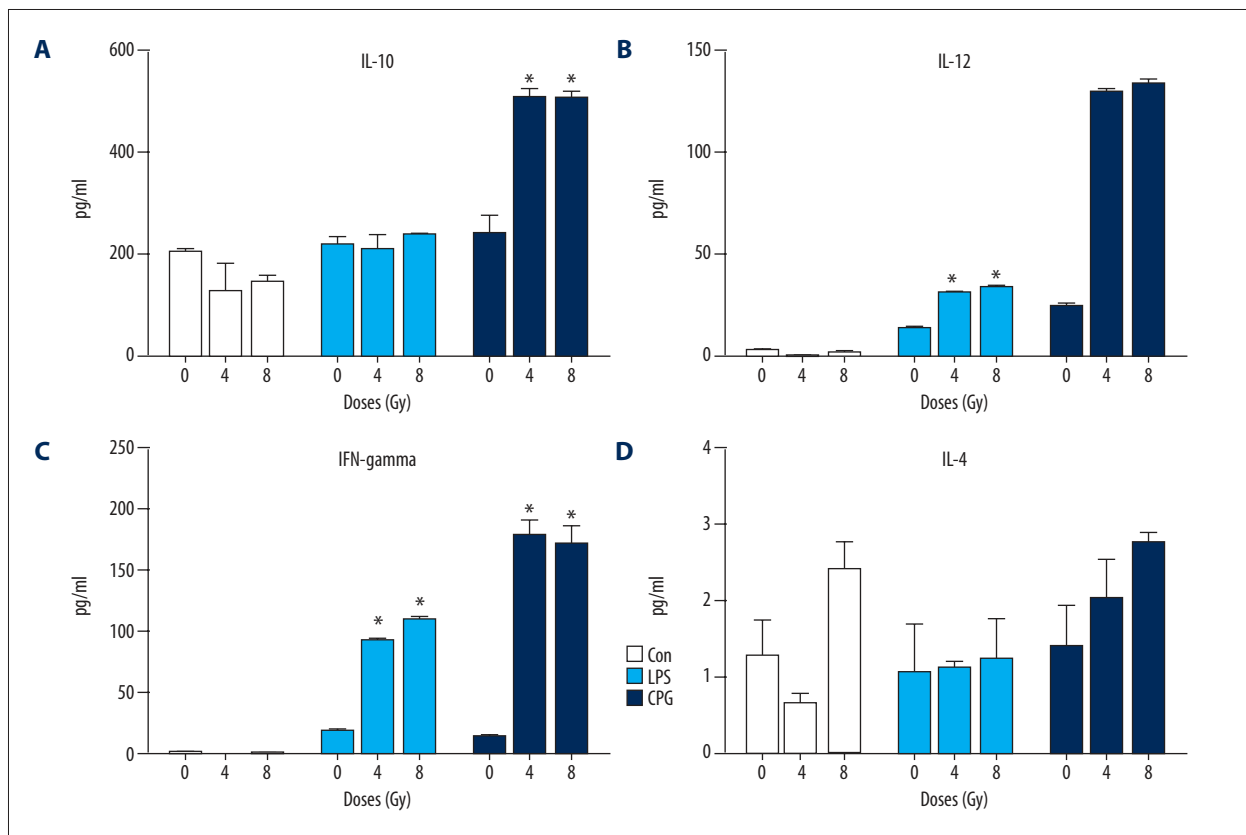 A
IL-10
600
400
200
0
pg/ml
* *
0 4 8 0 4 8 0 4 8
Doses (Gy)
B
IL-12
150
100
50
0
pg/ml
* *
0 4 8 0 4 8 0 4 8
Doses (Gy)
C
IFN-gamma
250
200
150
100
50
0
pg/ml
* * * *
0 4 8 0 4 8 0 4 8
Doses (Gy)
Con
LPS
CPG
D
IL-4
4
3
2
1
0
pg/ml
0 4 8 0 4 8 0 4 8
Doses (Gy)